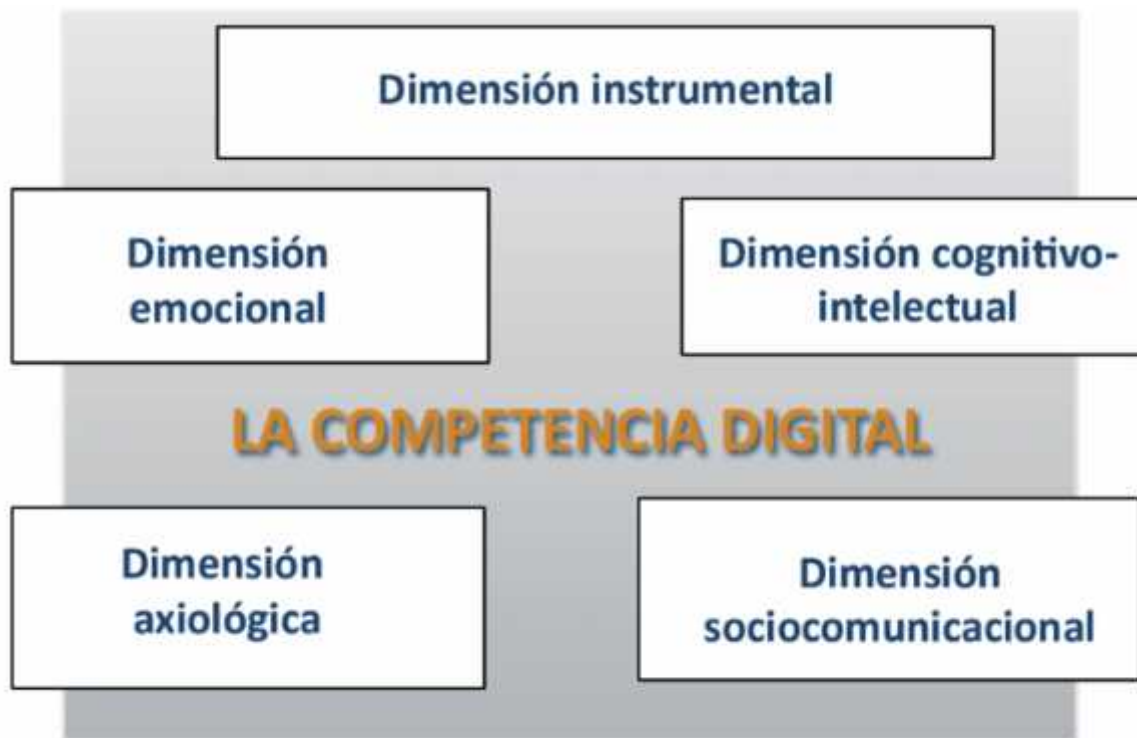 Dimensión instrumental
Dimensión
emocional
Dimensión cognitivo-
intelectual
LA COMPETENCIA DIGITAL
Dimensión
axiológica
Dimensión
sociocomunicacional